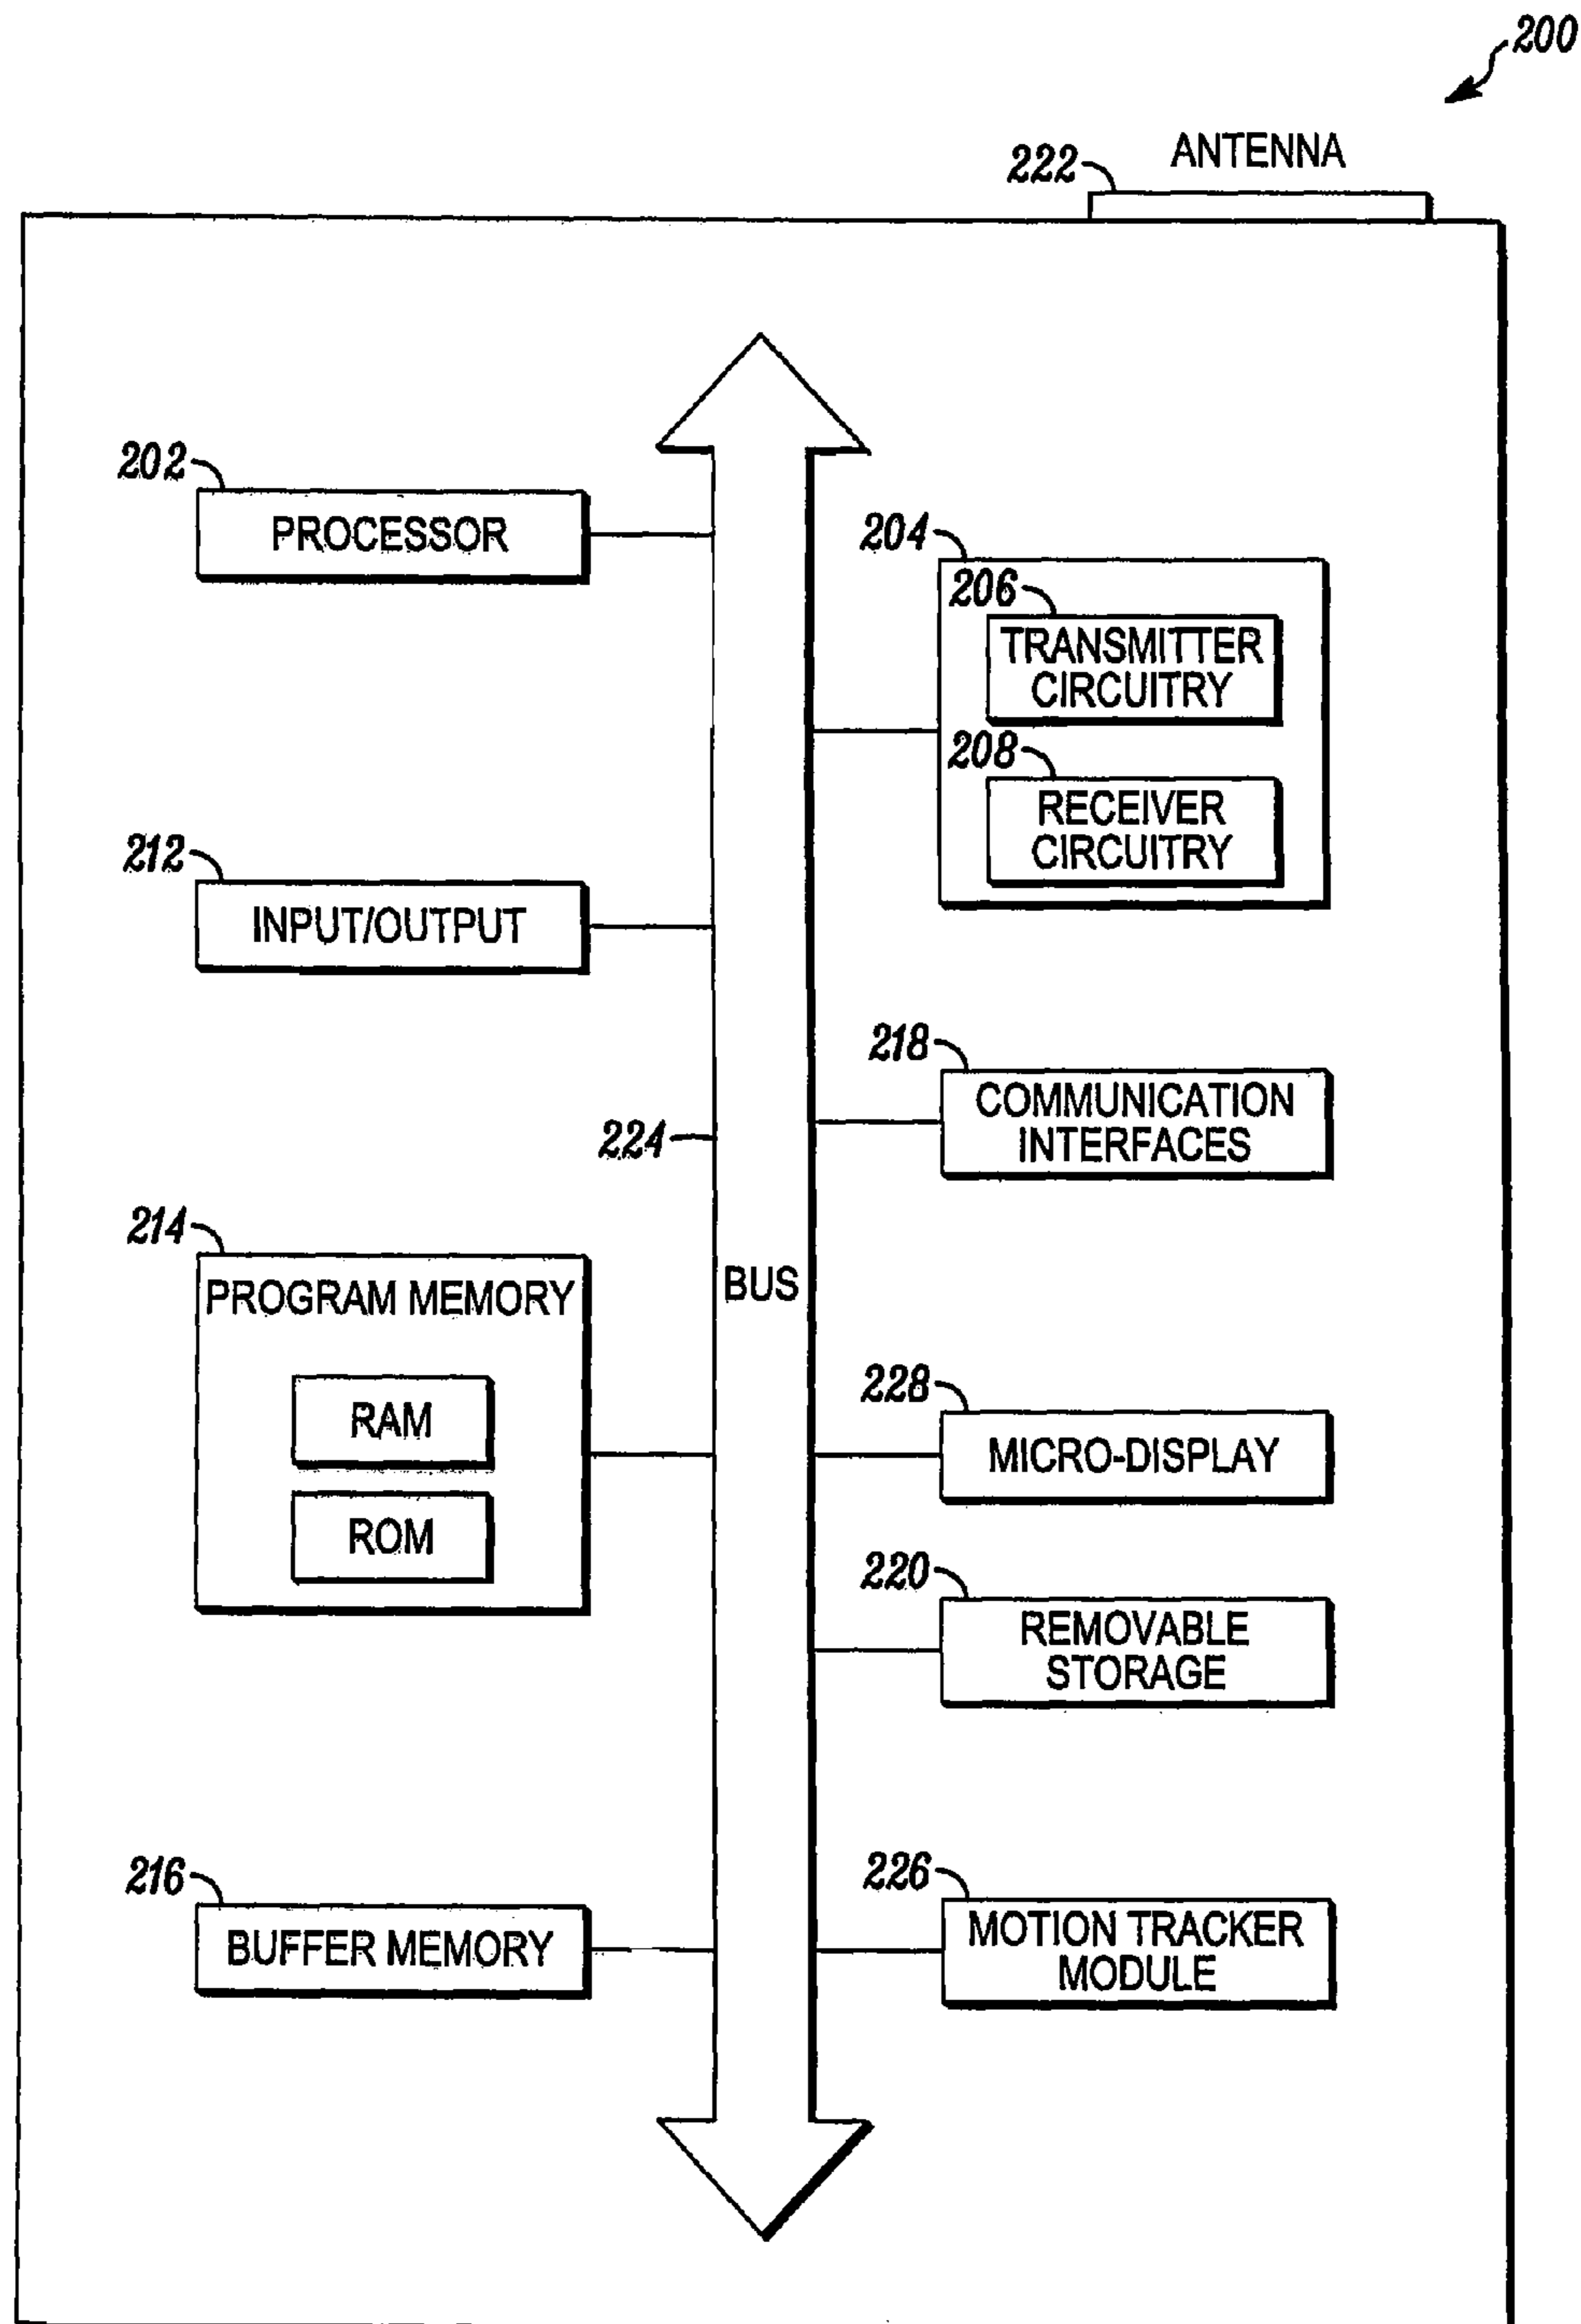 200
ANTENNA
222
202
PROCESSOR
204
206
TRANSMITTER
CIRCUITRY
208
RECEIVER
CIRCUITRY
212
INPUT/OUTPUT
218
COMMUNICATION
INTERFACES
224
214
PROGRAM MEMORY
RAM
ROM
BUS
228
MICRO-DISPLAY
220
REMOVABLE
STORAGE
216
BUFFER MEMORY
226
MOTION TRACKER
MODULE